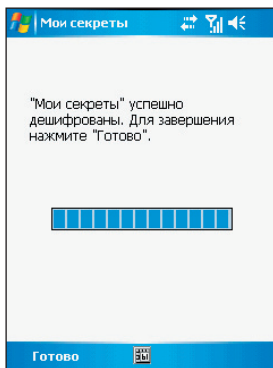 Мои секреты
"Мои секреты" успешно
дешифрованы. Для завершения
нажмите "Готово".
Готово